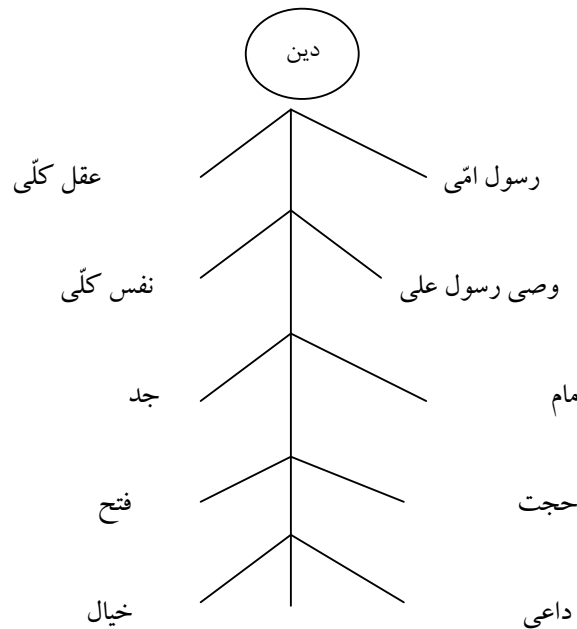 دین
رسول امّی
عقل کلّی
وصی رسول علی
نفس کلّی
مام
جد
حجت
فتح
داعی
خیال